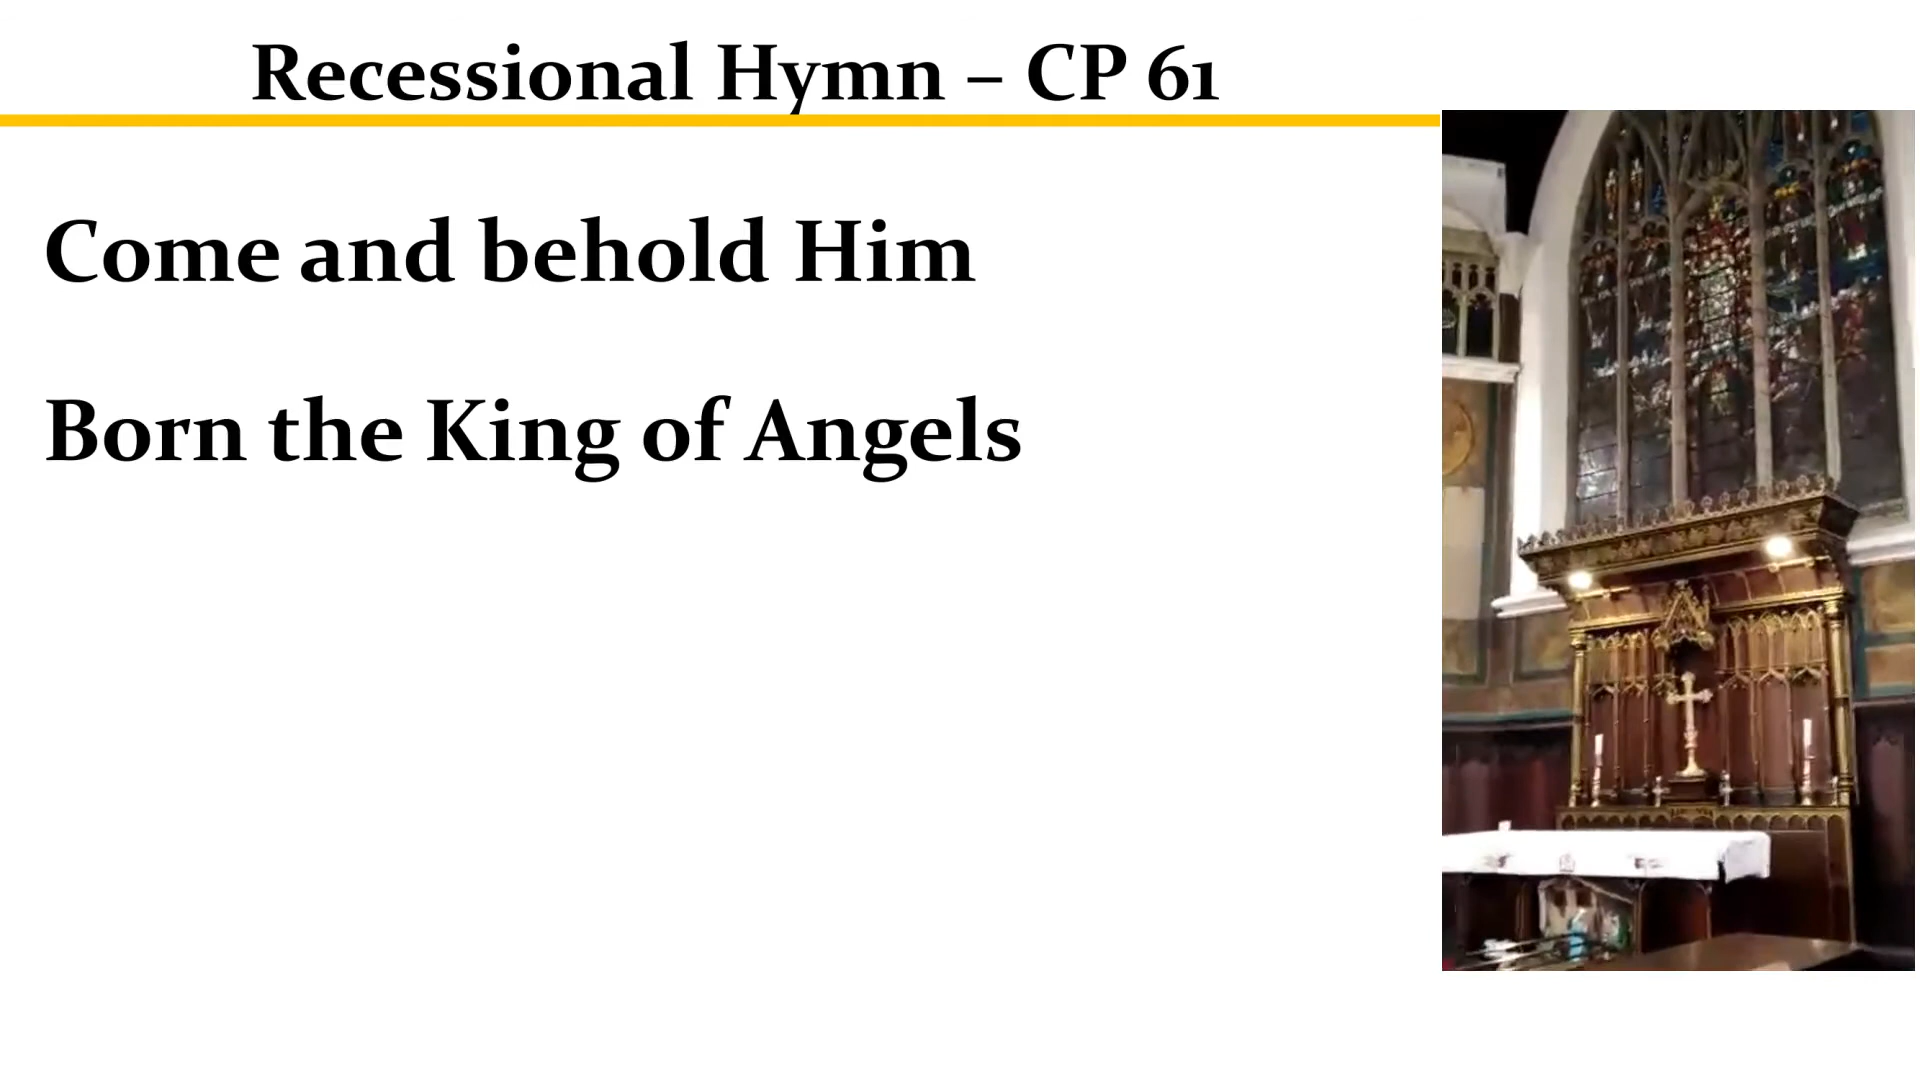 Recessional Hymn – CP 61
Come and behold Him
Born the King of Angels